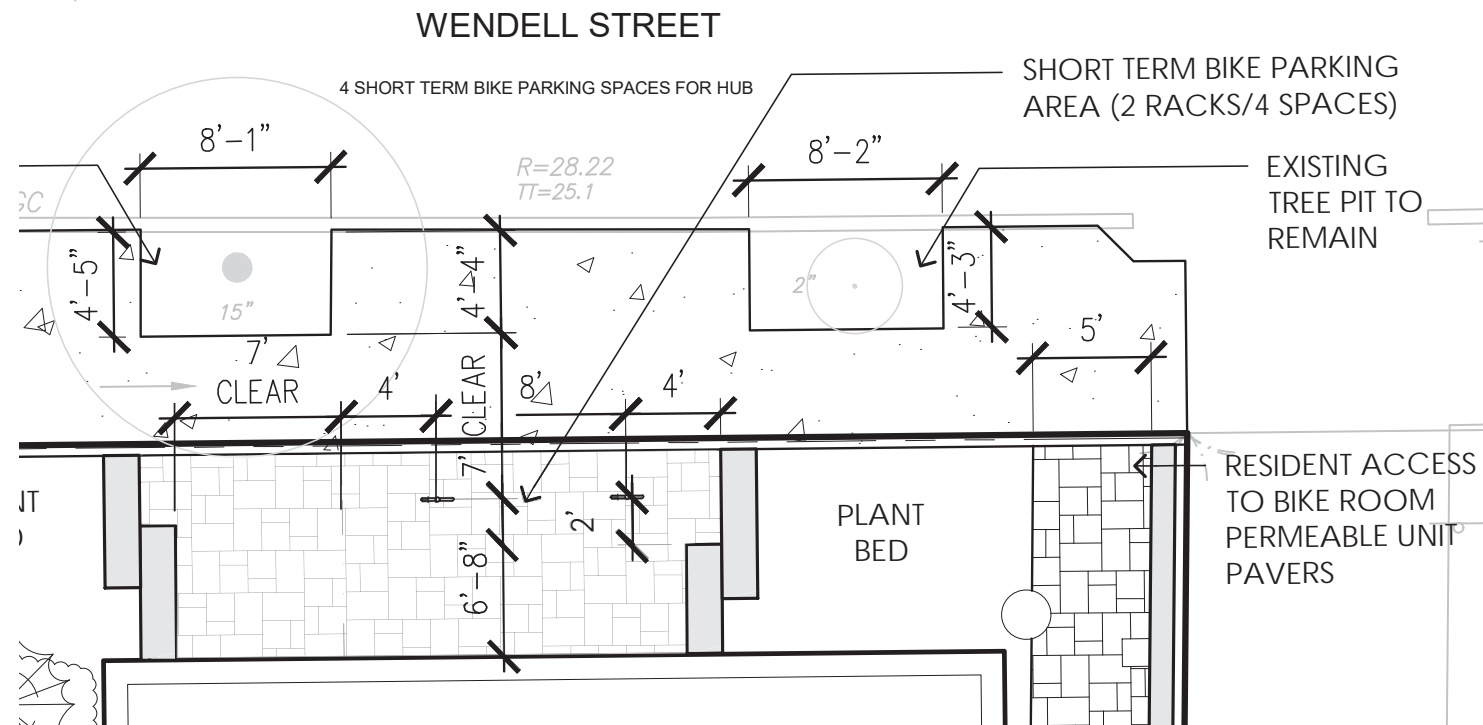 WENDELL STREET
4 SHORT TERM BIKE PARKING SPACES FOR HUB
SHORT TERM BIKE PARKING
AREA (2 RACKS/4 SPACES)
8'-1"
R=28.22
TT=25.1
8'-2"
EXISTING
TREE PIT TO
REMAIN
GC
4'-5"
15"
4'-4"
2"
4'-3"
7'
CLEAR
4'
7' CLEAR
8'
4'
5'
2'
6'-8"
PLANT
BED
RESIDENT ACCESS
TO BIKE ROOM
PERMEABLE UNIT
PAVERS
NT